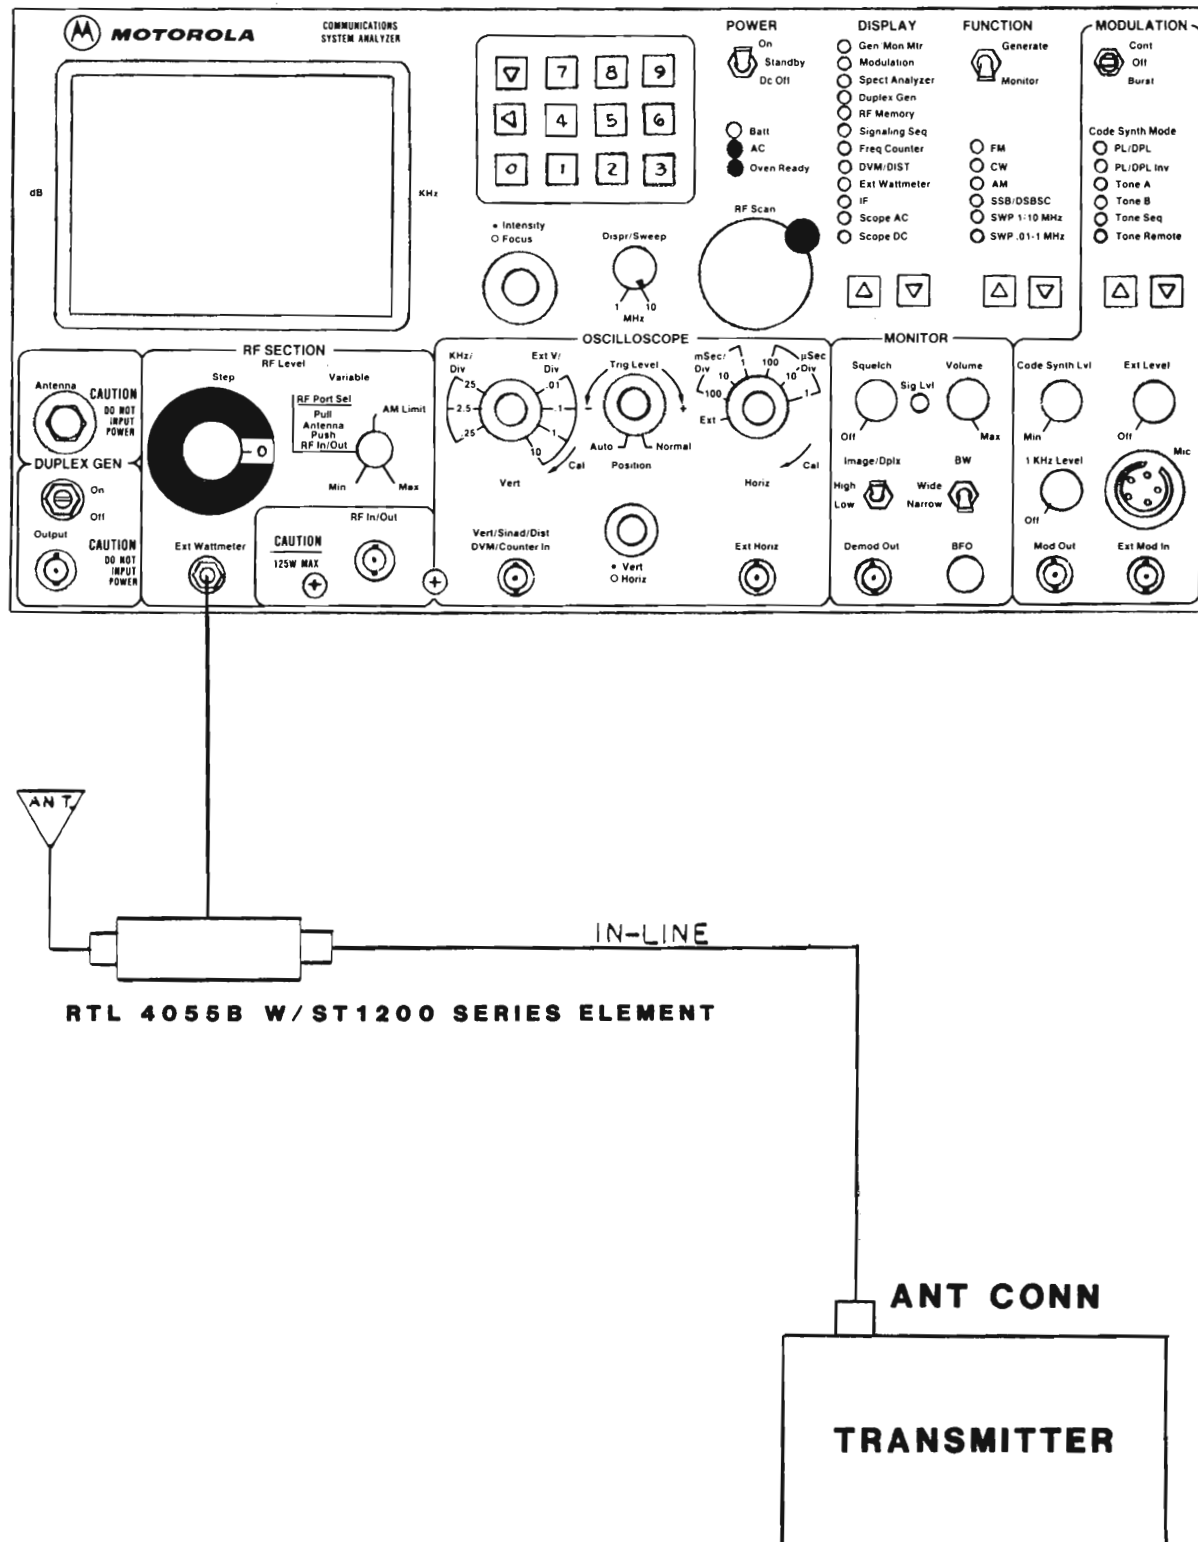 MOTOROLA
COMMUNICATIONS
SYSTEM ANALYZER
dB
KHz
7 8 9
4 5 6
0 1 2 3
• Intensity
○ Focus
Dispr/Sweep
1 10
MHz
POWER
On
Standby
Dc Off
Batt
AC
Oven Ready
RF Scan
DISPLAY
Gen Mon Mtr
Modulation
Spect Analyzer
Duplex Gen
RF Memory
Signaling Seq
Freq Counter
DVM/DIST
Ext Wattmeter
IF
Scope AC
Scope DC
FUNCTION
Generate
Monitor
FM
CW
AM
SSB/DSBSC
SWP 1-10 MHz
SWP .01-1 MHz
MODULATION
Cont
Off
Burst
Code Synth Mode
PL/DPL
PL/DPL Inv
Tone A
Tone B
Tone Seq
Tone Remote
Antenna
CAUTION
DO NOT
INPUT
POWER
DUPLEX GEN
On
Off
Output
CAUTION
DO NOT
INPUT
POWER
RF SECTION
RF Level
Step
Variable
0
RF Port Sel
Pull
Antenna
Push
RF In/Out
AM Limit
Min Max
Ext Wattmeter
CAUTION
125W MAX
RF In/Out
OSCILLOSCOPE
KHz/
Div
25
2.5
.25
Ext V/
Div
.01
.1
1
10
Cal
Vert
Trig Level
- +
Auto Normal
Position
mSec/
Div
1
10
100
Ext
µSec
Div
100
10
1
Cal
Horiz
Vert/Sinad/Dist
DVM/Counter In
• Vert
○ Horiz
Ext Horiz
MONITOR
Squelch
Off
Sig Lvl
Volume
Max
Image/Dplx
High
Low
BW
Wide
Narrow
Demod Out
BFO
Code Synth Lvl
Min
Ext Level
Off
1 KHz Level
Off
Mic
Mod Out
Ext Mod In
ANT.
IN-LINE
RTL 4055B W/ST1200 SERIES ELEMENT
ANT CONN
TRANSMITTER